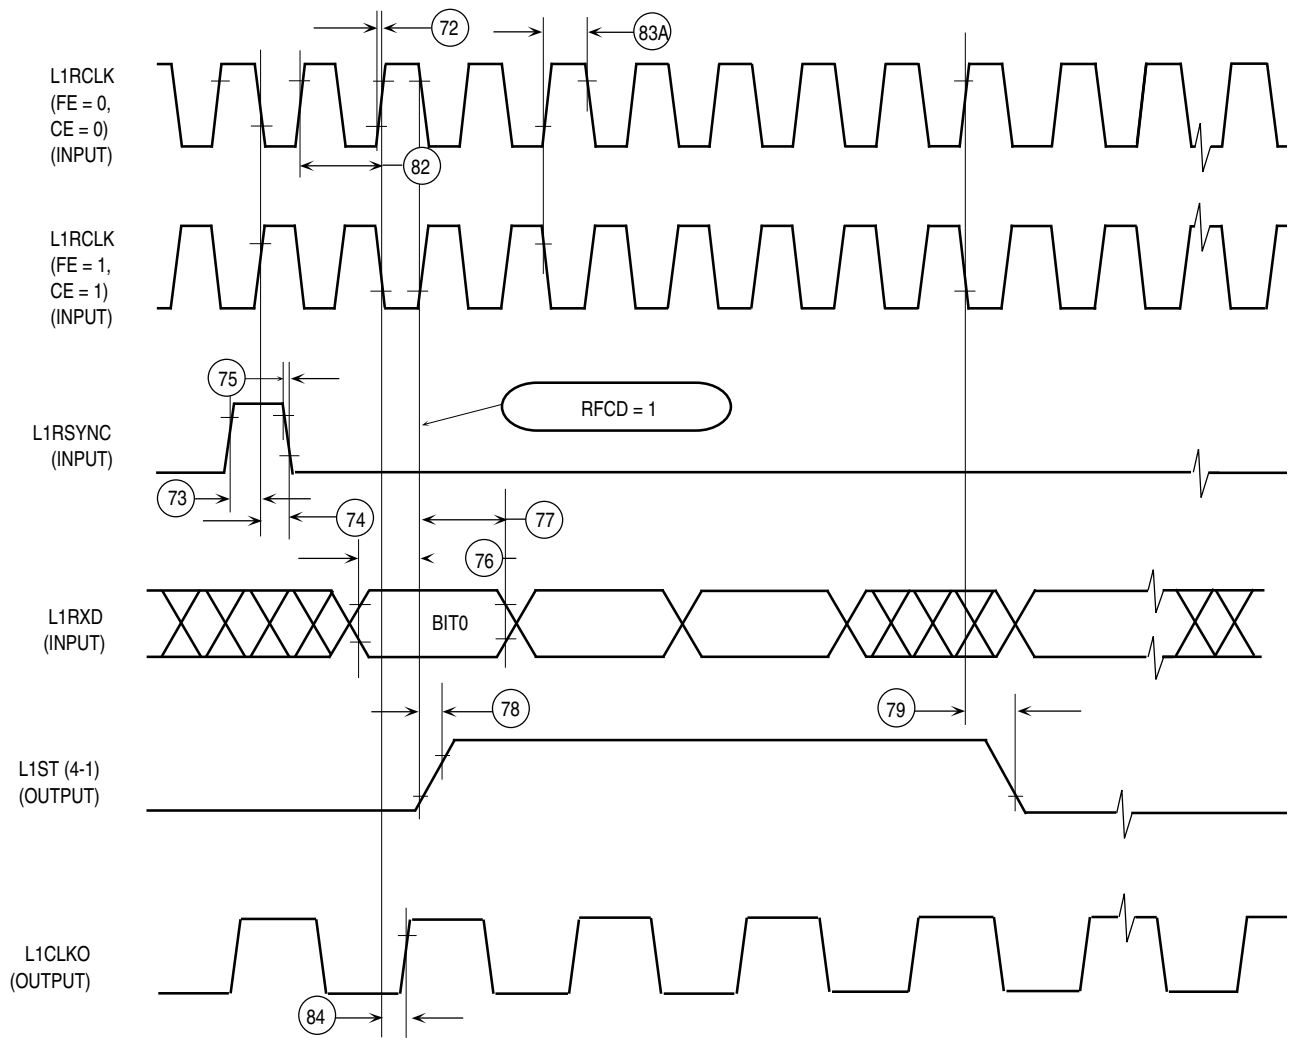 72
83A
L1RCLK
(FE = 0,
CE = 0)
(INPUT)
82
L1RCLK
(FE = 1,
CE = 1)
(INPUT)
75
RFCD = 1
L1RSYNC
(INPUT)
73
74
77
76
L1RXD
(INPUT)
BIT0
78
79
L1ST (4-1)
(OUTPUT)
L1CLKO
(OUTPUT)
84